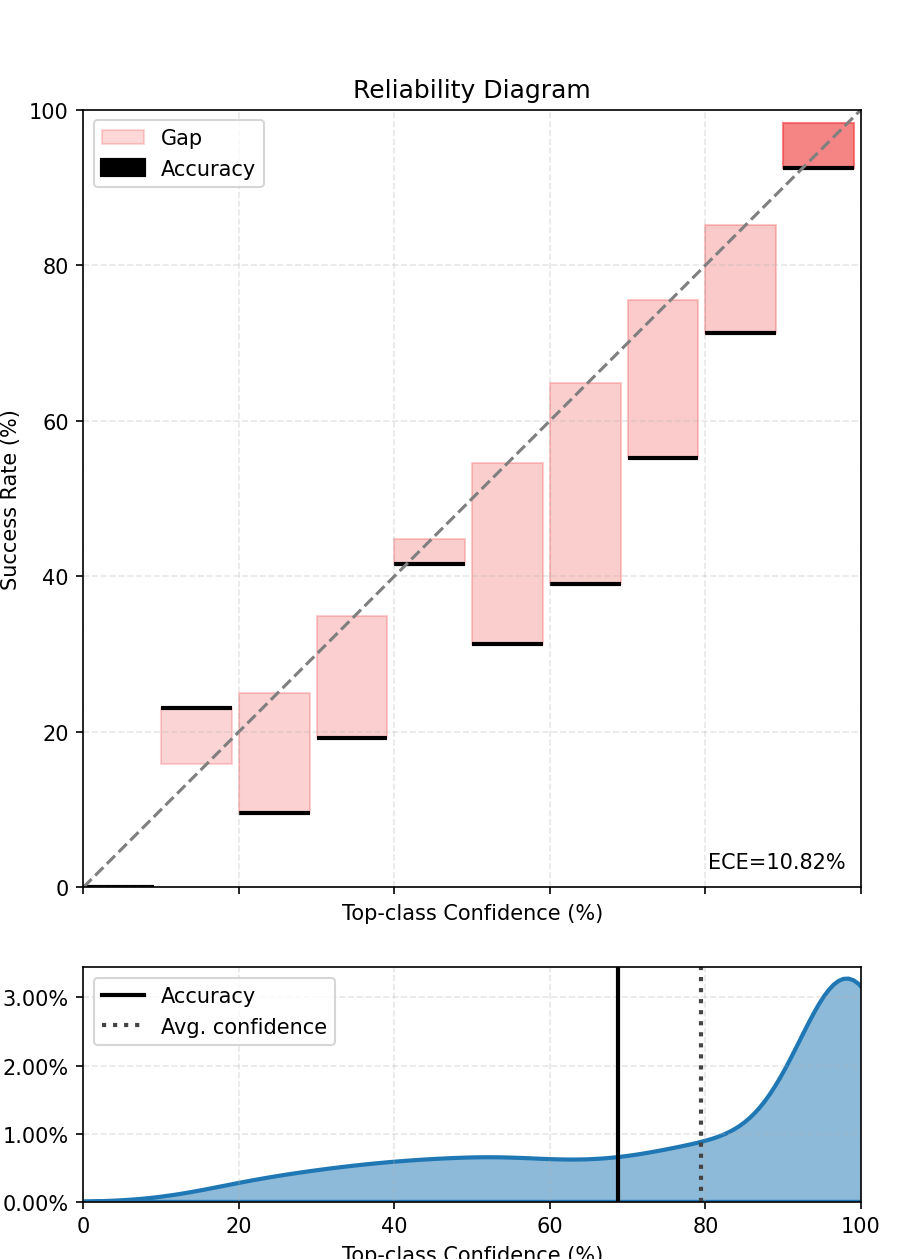 Reliability Diagram
100
80
60
40
20
0
Success Rate (%)
Gap
Accuracy
ECE=10.82%
Top-class Confidence (%)
3.00%
2.00%
1.00%
0.00%
Accuracy
Avg. confidence
0 20 40 60 80 100
Top-class Confidence (%)